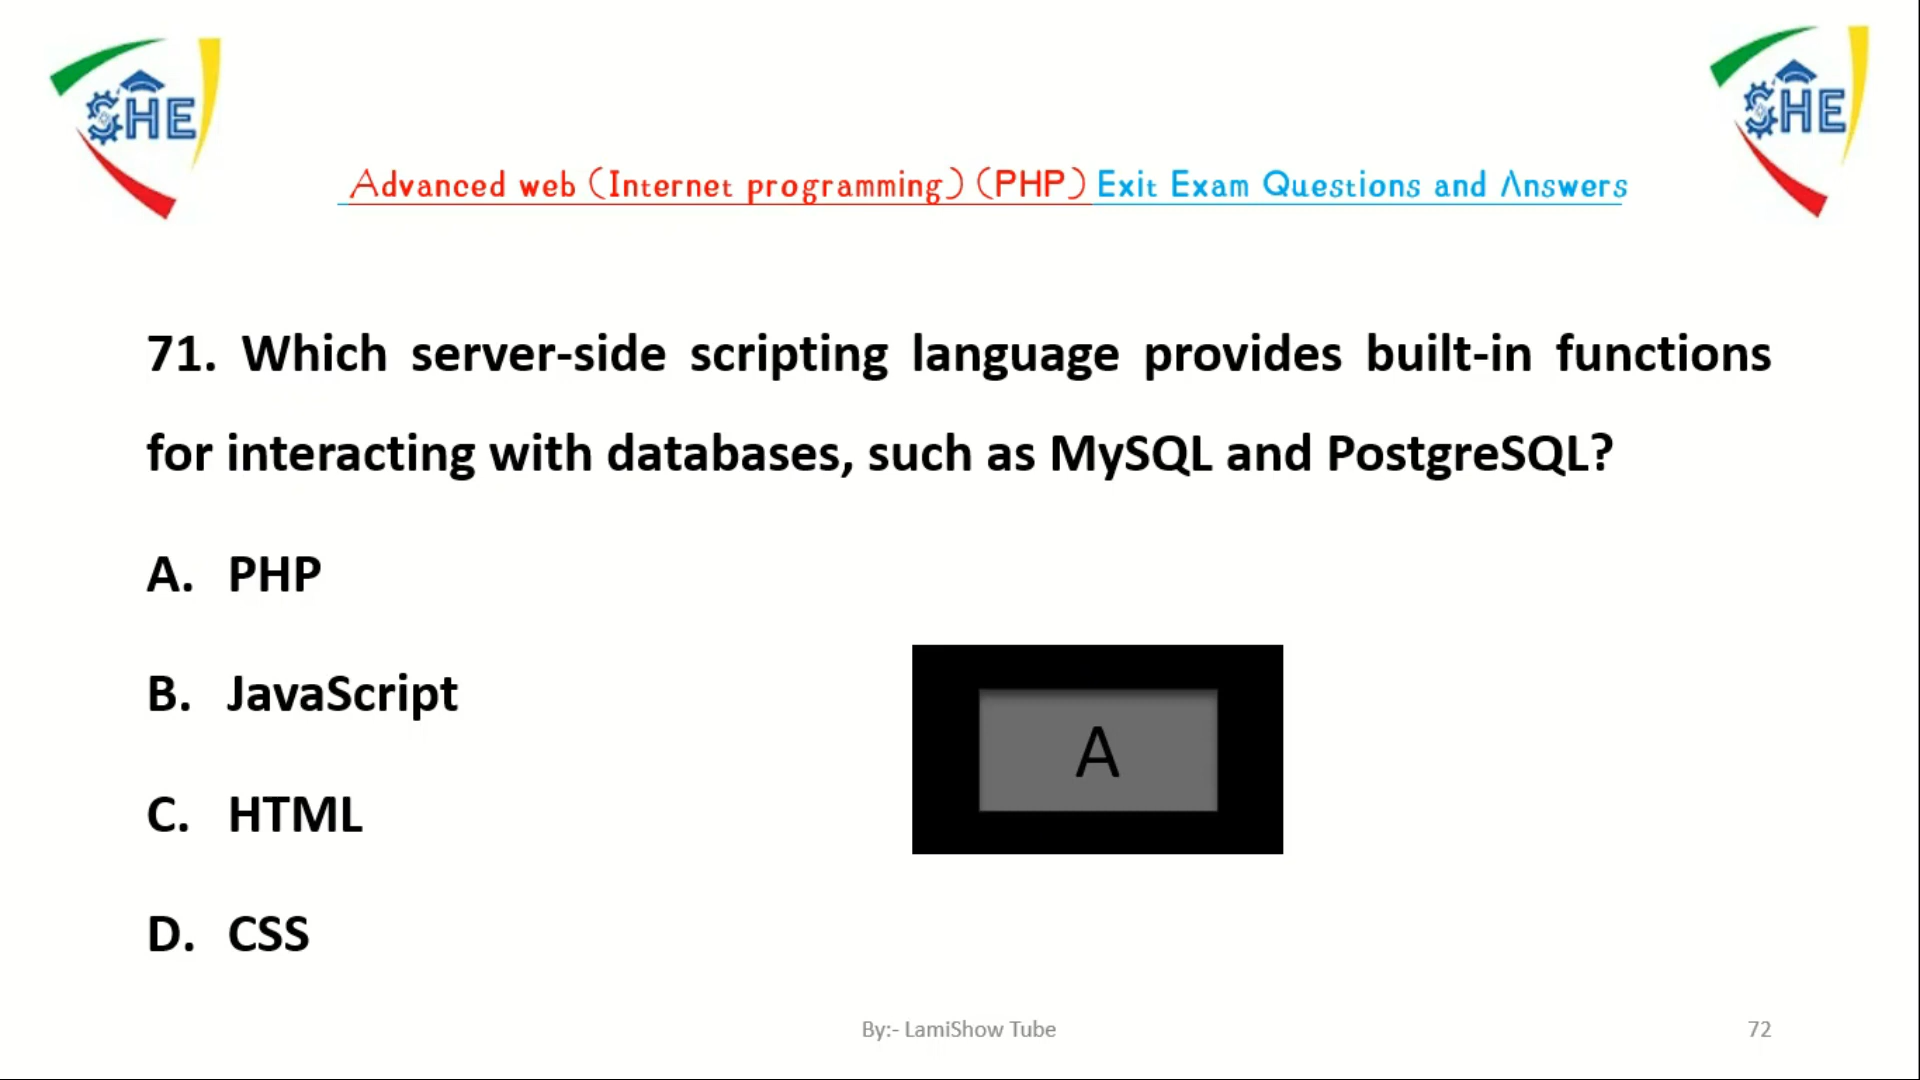 SHE
SHE
Advanced web (Internet programming) (PHP) Exit Exam Questions and Answers
71. Which server-side scripting language provides built-in functions
for interacting with databases, such as MySQL and PostgreSQL?
A. PHP
B. JavaScript
A
C. HTML
D. CSS
By:- LamiShow Tube
72